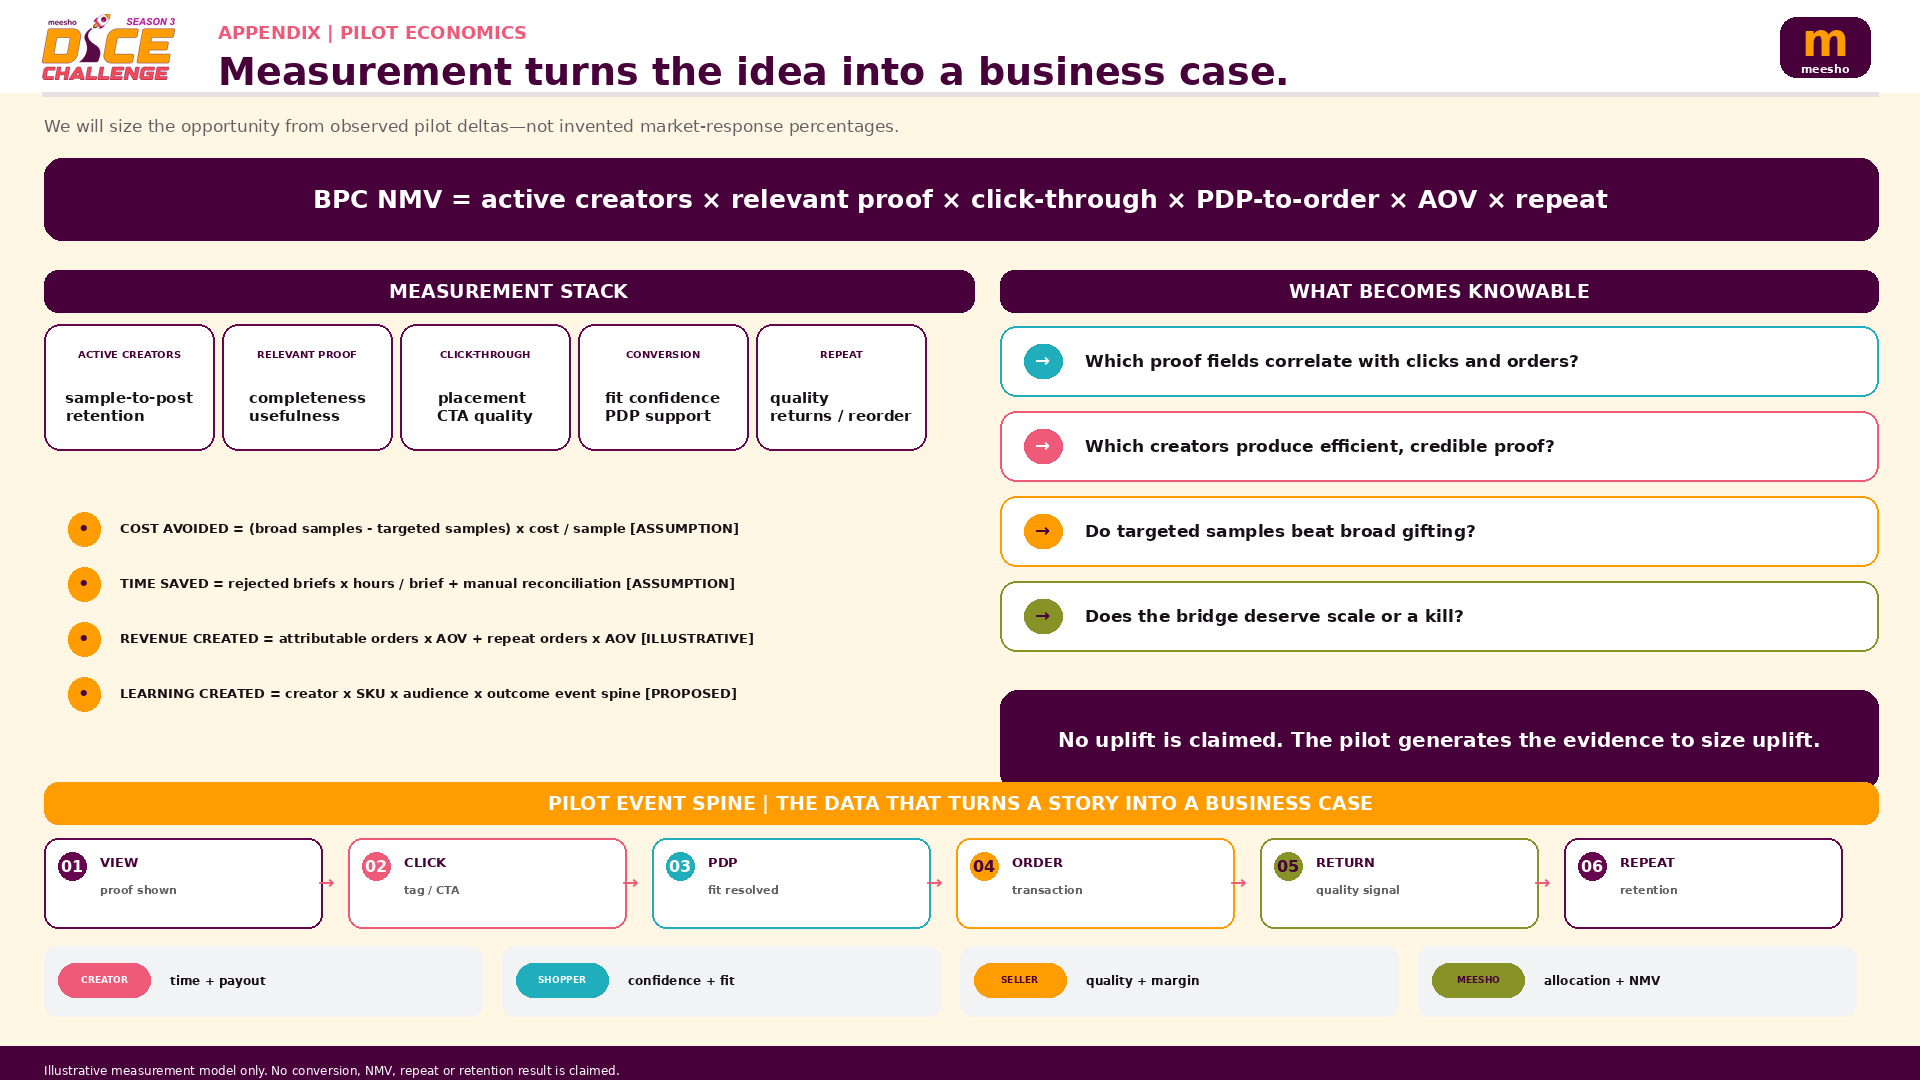 meesho
SEASON 3
DICE
CHALLENGE
APPENDIX | PILOT ECONOMICS
Measurement turns the idea into a business case.
m
meesho
We will size the opportunity from observed pilot deltas—not invented market-response percentages.
BPC NMV = active creators × relevant proof × click-through × PDP-to-order × AOV × repeat
MEASUREMENT STACK
ACTIVE CREATORS
sample-to-post
retention
RELEVANT PROOF
completeness
usefulness
CLICK-THROUGH
placement
CTA quality
CONVERSION
fit confidence
PDP support
REPEAT
quality
returns / reorder
• COST AVOIDED = (broad samples - targeted samples) x cost / sample [ASSUMPTION]
• TIME SAVED = rejected briefs x hours / brief + manual reconciliation [ASSUMPTION]
• REVENUE CREATED = attributable orders x AOV + repeat orders x AOV [ILLUSTRATIVE]
• LEARNING CREATED = creator x SKU x audience x outcome event spine [PROPOSED]
WHAT BECOMES KNOWABLE
→ Which proof fields correlate with clicks and orders?
→ Which creators produce efficient, credible proof?
→ Do targeted samples beat broad gifting?
→ Does the bridge deserve scale or a kill?
No uplift is claimed. The pilot generates the evidence to size uplift.
PILOT EVENT SPINE | THE DATA THAT TURNS A STORY INTO A BUSINESS CASE
01 VIEW
proof shown
→
02 CLICK
tag / CTA
→
03 PDP
fit resolved
→
04 ORDER
transaction
→
05 RETURN
quality signal
→
06 REPEAT
retention
CREATOR time + payout
SHOPPER confidence + fit
SELLER quality + margin
MEESHO allocation + NMV
Illustrative measurement model only. No conversion, NMV, repeat or retention result is claimed.